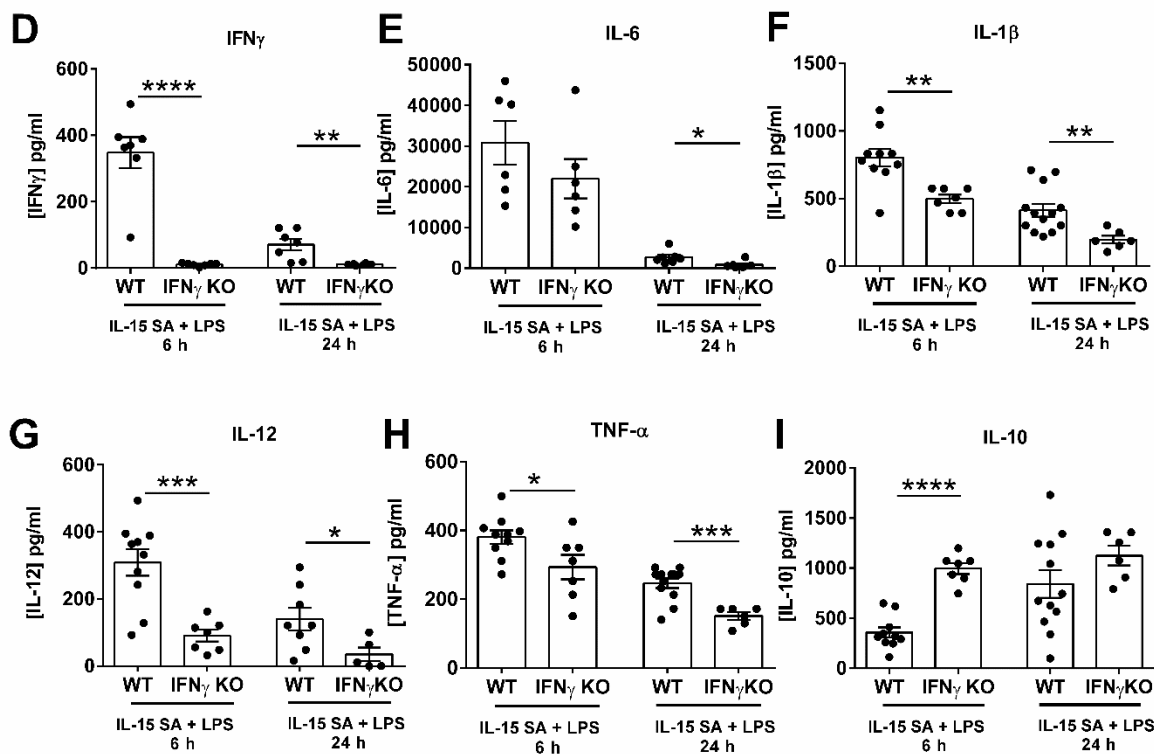 D
IFNγ
[IFNγ] pg/ml
600
400
200
0
****
**
WT IFNγ KO WT IFNγKO
IL-15 SA + LPS IL-15 SA + LPS
6 h 24 h
E
IL-6
[IL-6] pg/ml
50000
40000
30000
20000
10000
0
*
WT IFNγ KO WT IFNγKO
IL-15 SA + LPS IL-15 SA + LPS
6 h 24 h
F
IL-1β
[IL-1β] pg/ml
1500
1000
500
0
**
**
WT IFNγ KO WT IFNγKO
IL-15 SA + LPS IL-15 SA + LPS
6 h 24 h
G
IL-12
[IL-12] pg/ml
600
400
200
0
***
*
WT IFNγKO WT IFNγKO
IL-15 SA + LPS IL-15 SA + LPS
6 h 24 h
H
TNF-α
[TNF-α] pg/ml
600
400
200
0
*
***
WT IFNγ KO WT IFNγKO
IL-15 SA + LPS IL-15 SA + LPS
6 h 24 h
I
IL-10
[IL-10] pg/ml
2000
1500
1000
500
0
****
WT IFNγ KO WT IFNγKO
IL-15 SA + LPS IL-15 SA + LPS
6 h 24 h